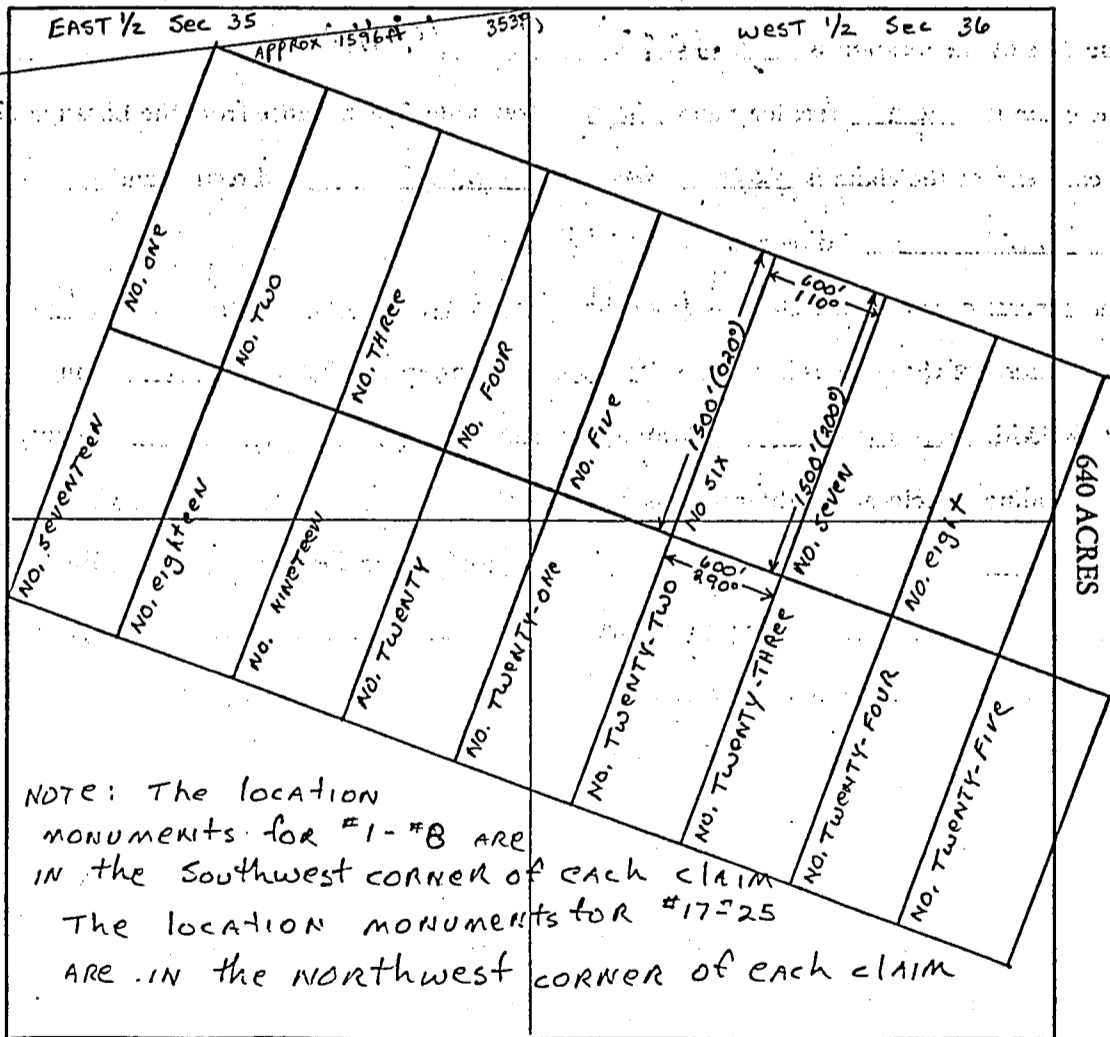 EAST 1/2 Sec 35
WEST 1/2 Sec 36
APPROX 1596 ft
NO. ONE
NO. TWO
NO. THREE
NO. FOUR
NO. FIVE
NO SIX
NO. SEVEN
NO. eight
600'
110°
1500' (020°)
1500' (200°)
600'
290°
640 ACRES
NO. SEVENTEEN
NO. eighTEEN
NO. NINETEEN
NO. TWENTY
NO. TWENTY-ONE
NO. TWENTY-TWO
NO. TWENTY-THREE
NO. TWENTY-FOUR
NO. TWENTY-FIVE
NOTE: The location
MONUMENTS for #1-#8 ARE
IN the Southwest CORNER of EACH claim
The location MONUMENTS FOR #17-25
ARE IN the NORthwest CORNER of EACH claim